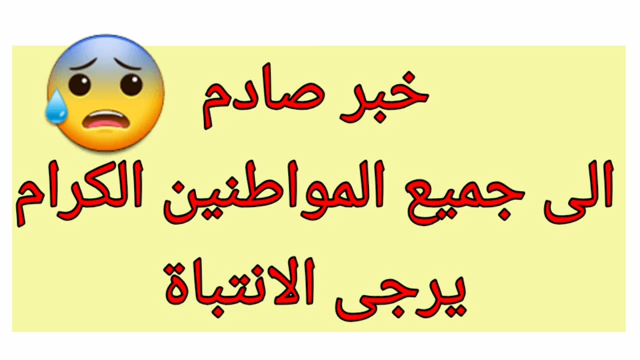 خبر صادم
الى جميع المواطنين الكرام
يرجى الانتباة